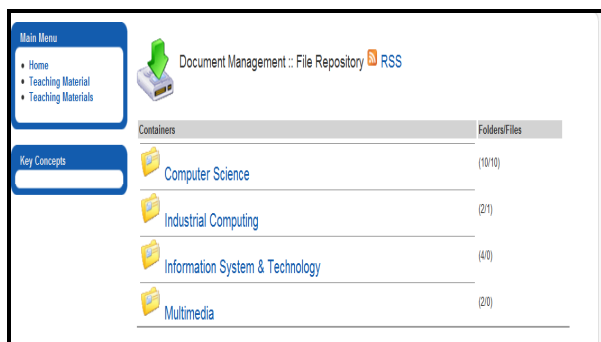 Main Menu
Home
Teaching Material
Teaching Materials
Key Concepts
Document Management :: File Repository RSS
Containers Folders/Files
Computer Science (10/10)
Industrial Computing (2/1)
Information System & Technology (4/0)
Multimedia (2/0)